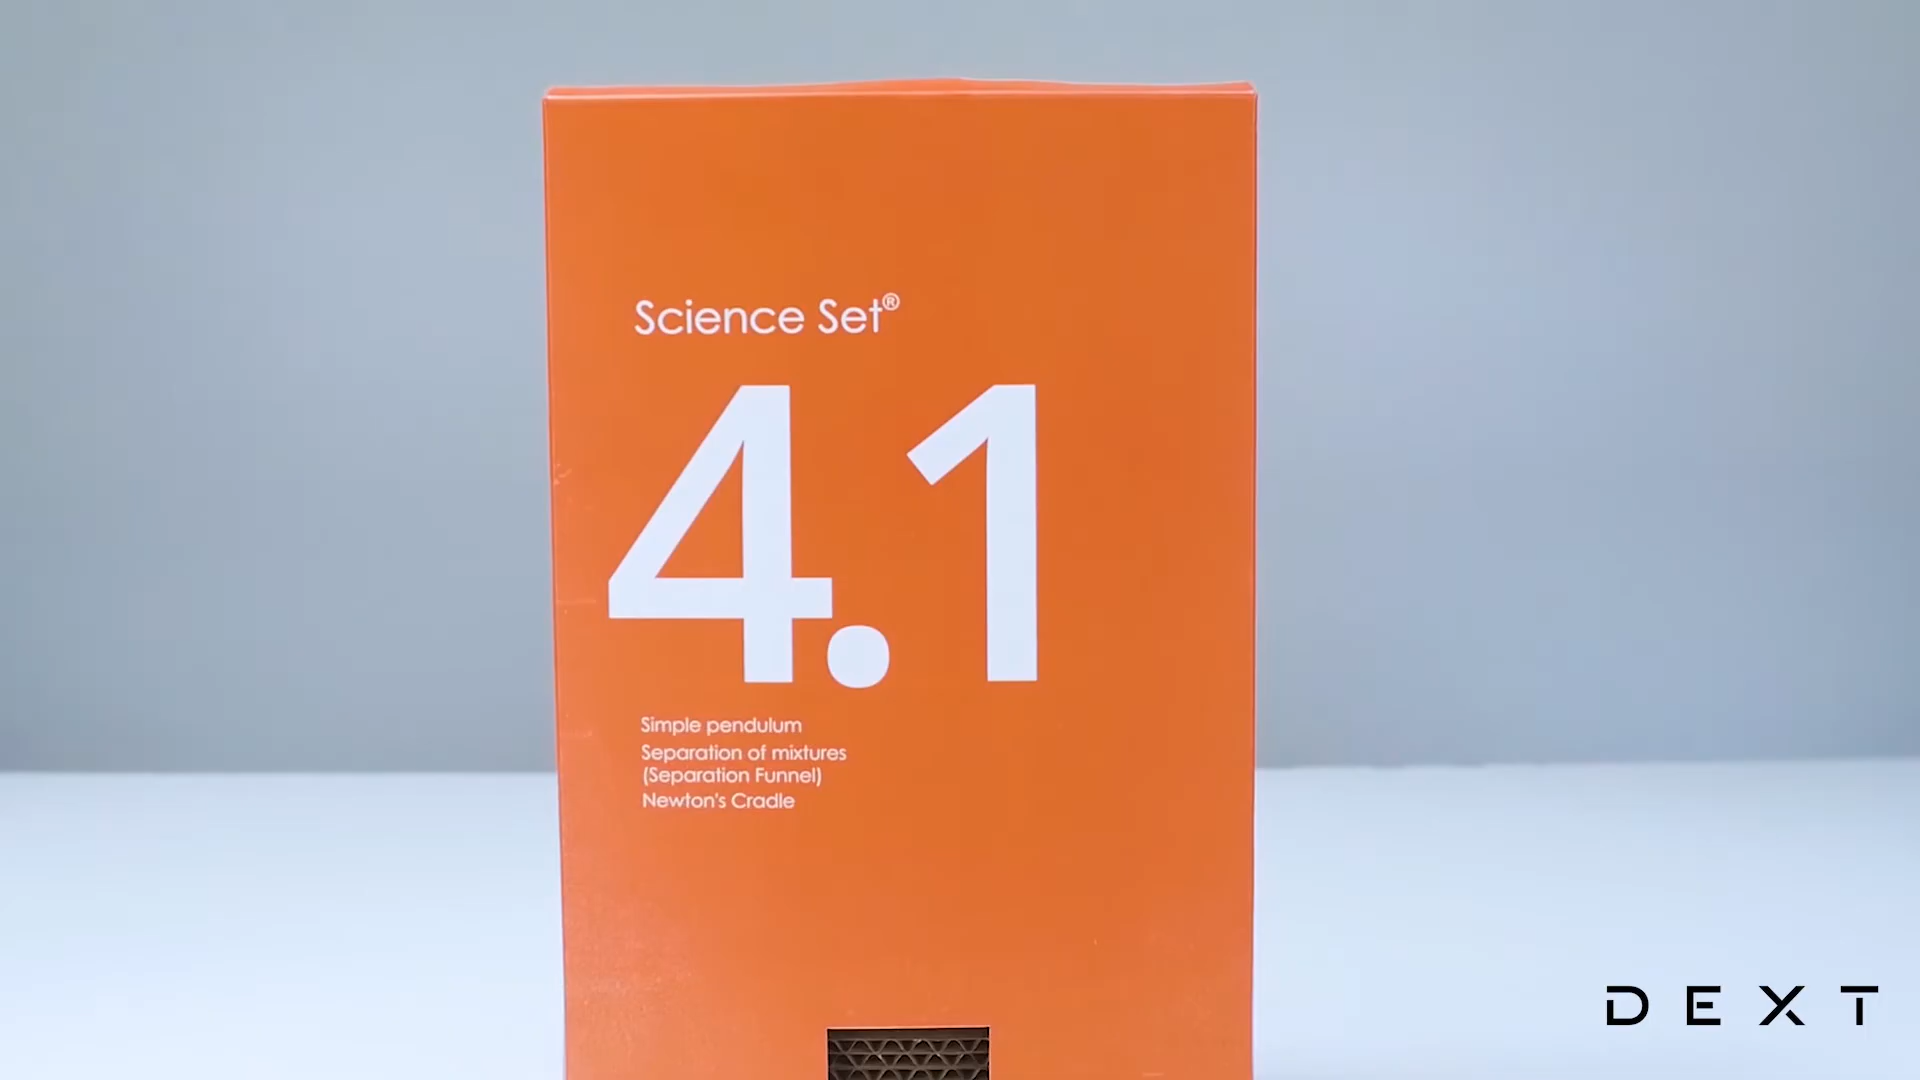 Science Set®
4.1
Simple pendulum
Separation of mixtures
(Separation Funnel)
Newton's Cradle
DEXT